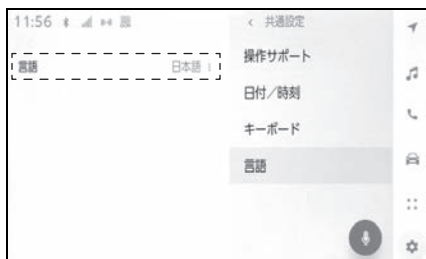 11:56
言語 日本語
共通設定
操作サポート
日付／時刻
キーボード
言語